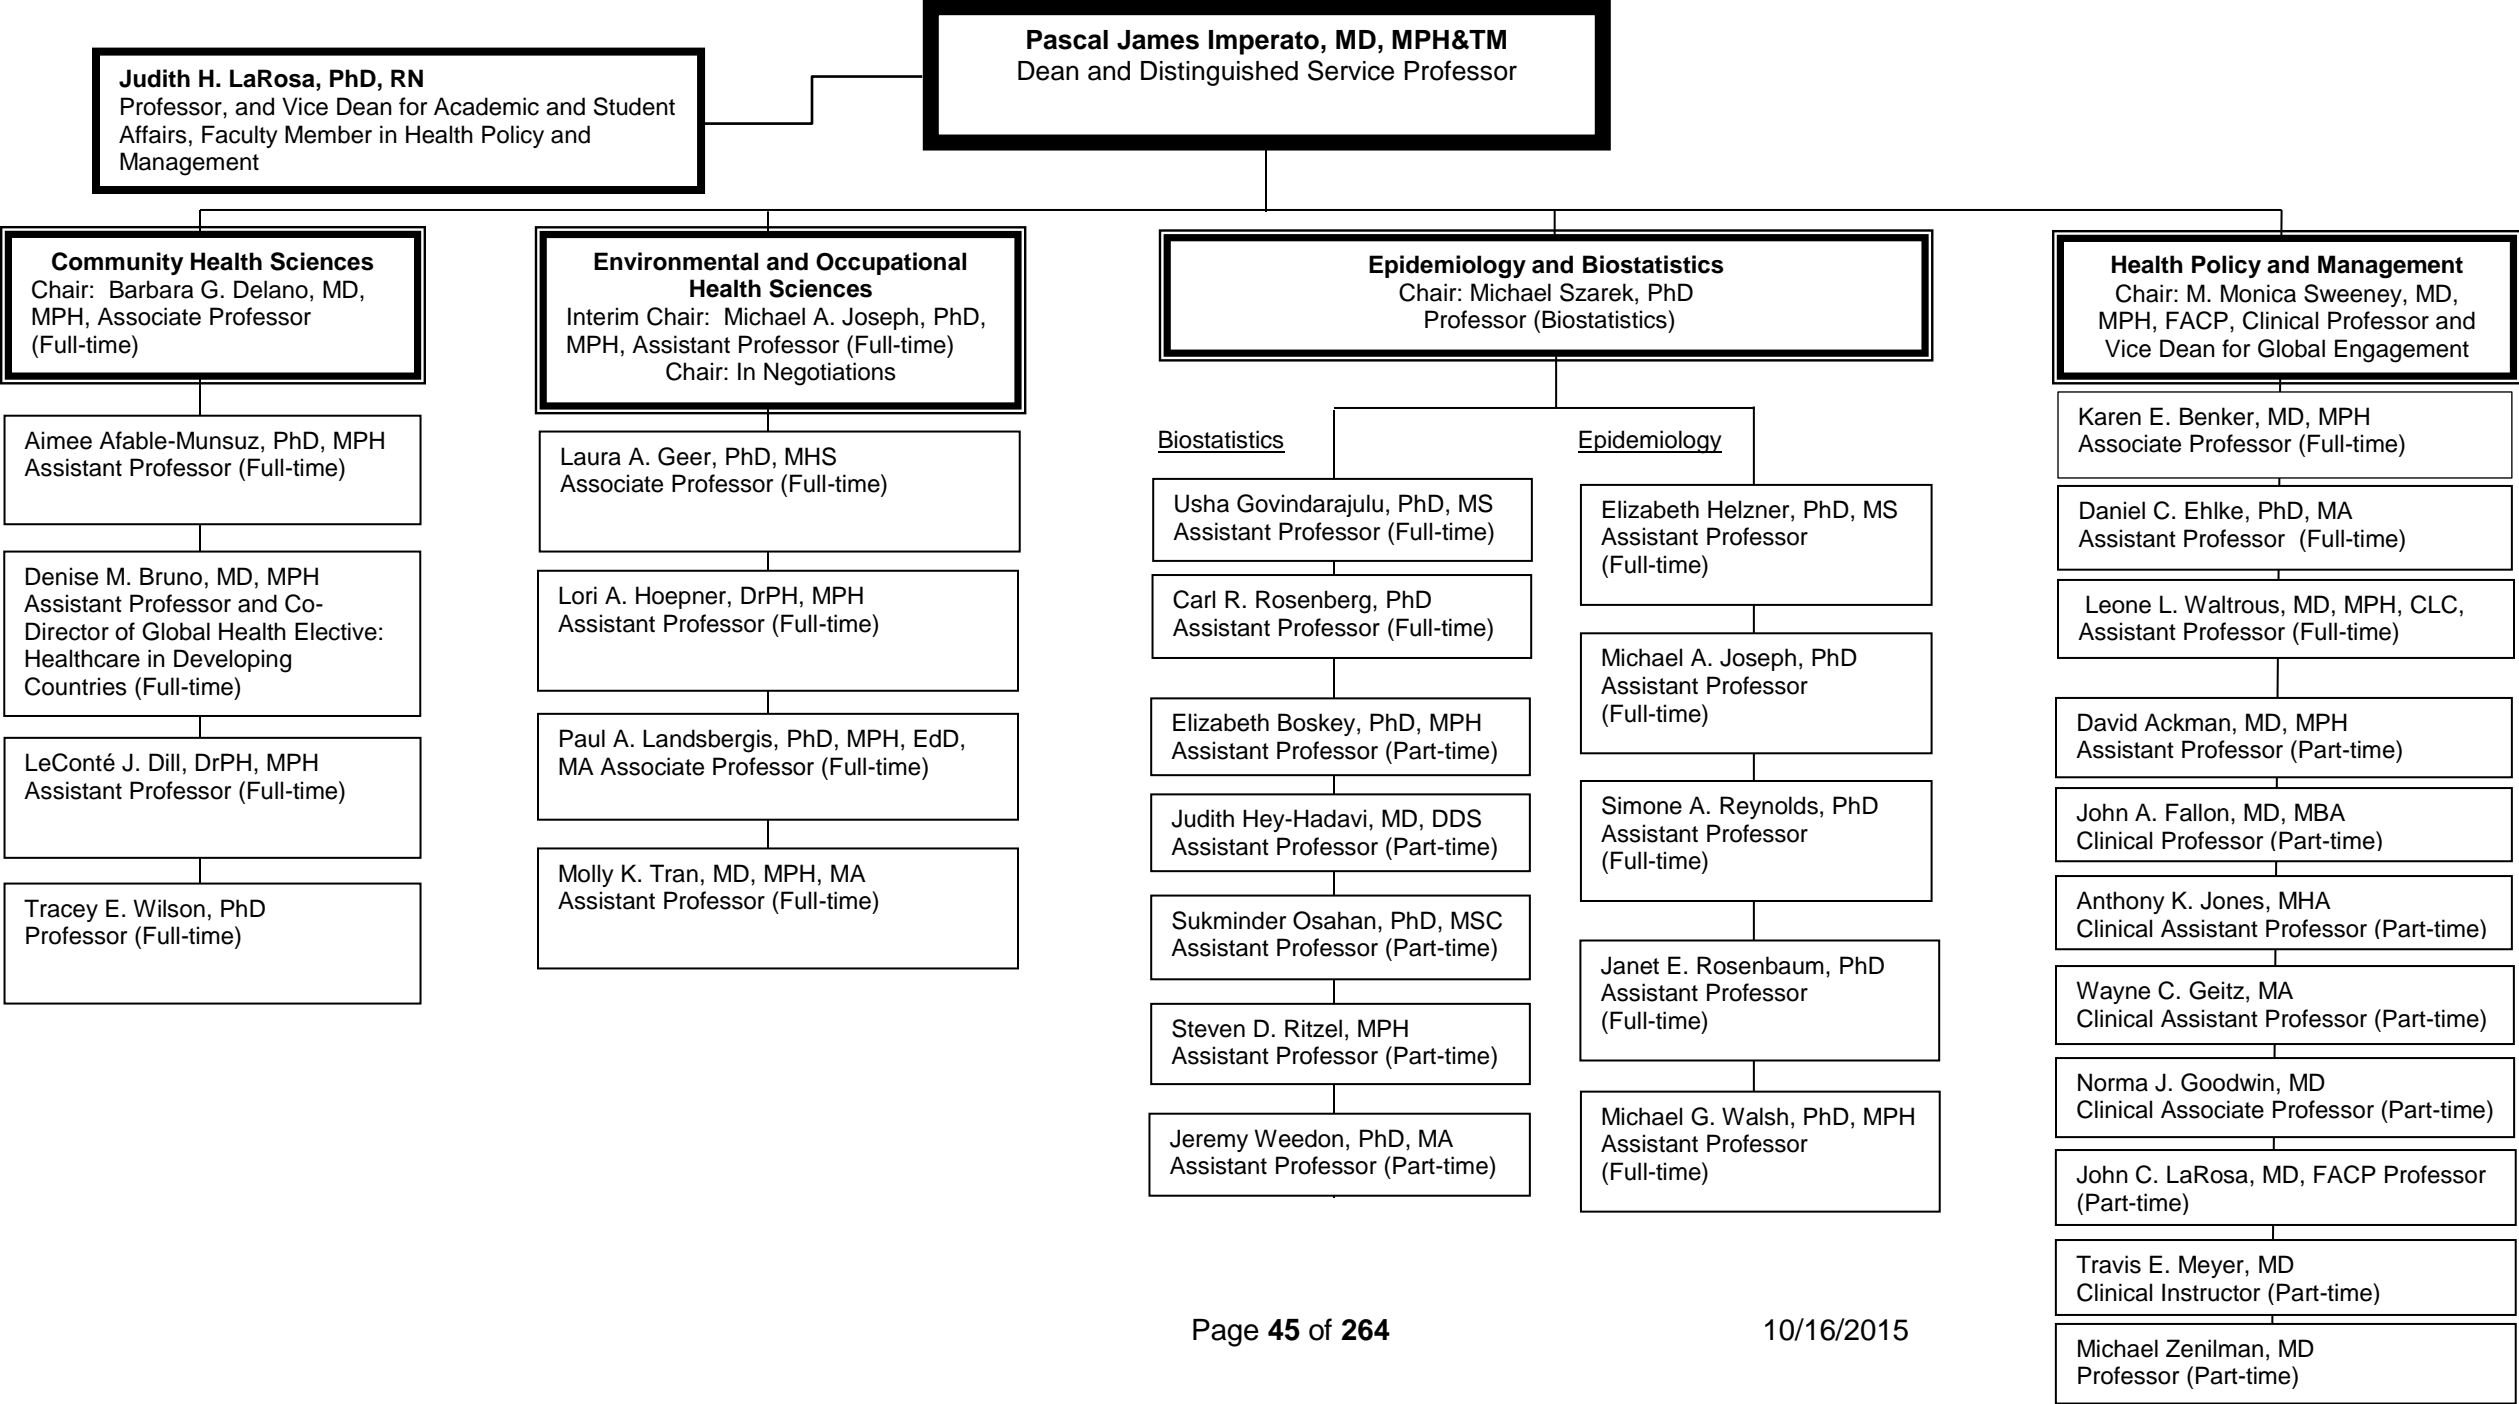 Pascal James Imperato, MD, MPH&TM
Dean and Distinguished Service Professor
Judith H. LaRosa, PhD, RN
Professor, and Vice Dean for Academic and Student
Affairs, Faculty Member in Health Policy and
Management
Community Health Sciences
Chair:  Barbara G. Delano, MD,
MPH, Associate Professor
(Full-time)
Aimee Afable-Munsuz, PhD, MPH
Assistant Professor (Full-time)
Denise M. Bruno, MD, MPH
Assistant Professor and Co-
Director of Global Health Elective:
Healthcare in Developing
Countries (Full-time)
LeConté J. Dill, DrPH, MPH
Assistant Professor (Full-time)
Tracey E. Wilson, PhD
Professor (Full-time)
Environmental and Occupational
Health Sciences
Interim Chair:  Michael A. Joseph, PhD,
MPH, Assistant Professor (Full-time)
Chair: In Negotiations
Laura A. Geer, PhD, MHS
Associate Professor (Full-time)
Lori A. Hoepner, DrPH, MPH
Assistant Professor (Full-time)
Paul A. Landsbergis, PhD, MPH, EdD,
MA Associate Professor (Full-time)
Molly K. Tran, MD, MPH, MA
Assistant Professor (Full-time)
Epidemiology and Biostatistics
Chair: Michael Szarek, PhD
Professor (Biostatistics)
Biostatistics
Usha Govindarajulu, PhD, MS
Assistant Professor (Full-time)
Carl R. Rosenberg, PhD
Assistant Professor (Full-time)
Elizabeth Boskey, PhD, MPH
Assistant Professor (Part-time)
Judith Hey-Hadavi, MD, DDS
Assistant Professor (Part-time)
Sukminder Osahan, PhD, MSC
Assistant Professor (Part-time)
Steven D. Ritzel, MPH
Assistant Professor (Part-time)
Jeremy Weedon, PhD, MA
Assistant Professor (Part-time)
Epidemiology
Elizabeth Helzner, PhD, MS
Assistant Professor
(Full-time)
Michael A. Joseph, PhD
Assistant Professor
(Full-time)
Simone A. Reynolds, PhD
Assistant Professor
(Full-time)
Janet E. Rosenbaum, PhD
Assistant Professor
(Full-time)
Michael G. Walsh, PhD, MPH
Assistant Professor
(Full-time)
Health Policy and Management
Chair: M. Monica Sweeney, MD,
MPH, FACP, Clinical Professor and
Vice Dean for Global Engagement
Karen E. Benker, MD, MPH
Associate Professor (Full-time)
Daniel C. Ehlke, PhD, MA
Assistant Professor  (Full-time)
Leone L. Waltrous, MD, MPH, CLC,
Assistant Professor (Full-time)
David Ackman, MD, MPH
Assistant Professor (Part-time)
John A. Fallon, MD, MBA
Clinical Professor (Part-time)
Anthony K. Jones, MHA
Clinical Assistant Professor (Part-time)
Wayne C. Geitz, MA
Clinical Assistant Professor (Part-time)
Norma J. Goodwin, MD
Clinical Associate Professor (Part-time)
John C. LaRosa, MD, FACP Professor
(Part-time)
Travis E. Meyer, MD
Clinical Instructor (Part-time)
Michael Zenilman, MD
Professor (Part-time)
Page 45 of 264
10/16/2015